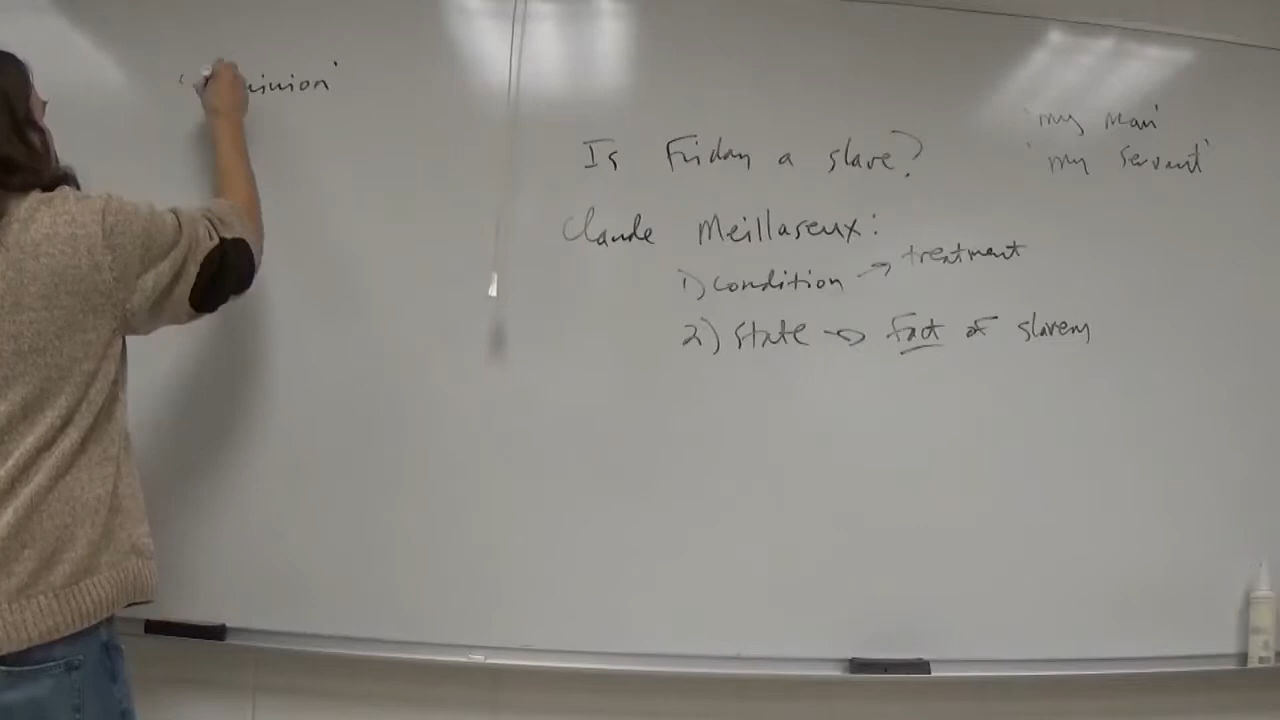 Is Friday a slave?
'my man'
'my servant'
Claude Meillaseux:
1) condition → treatment
2) state → fact of slavery